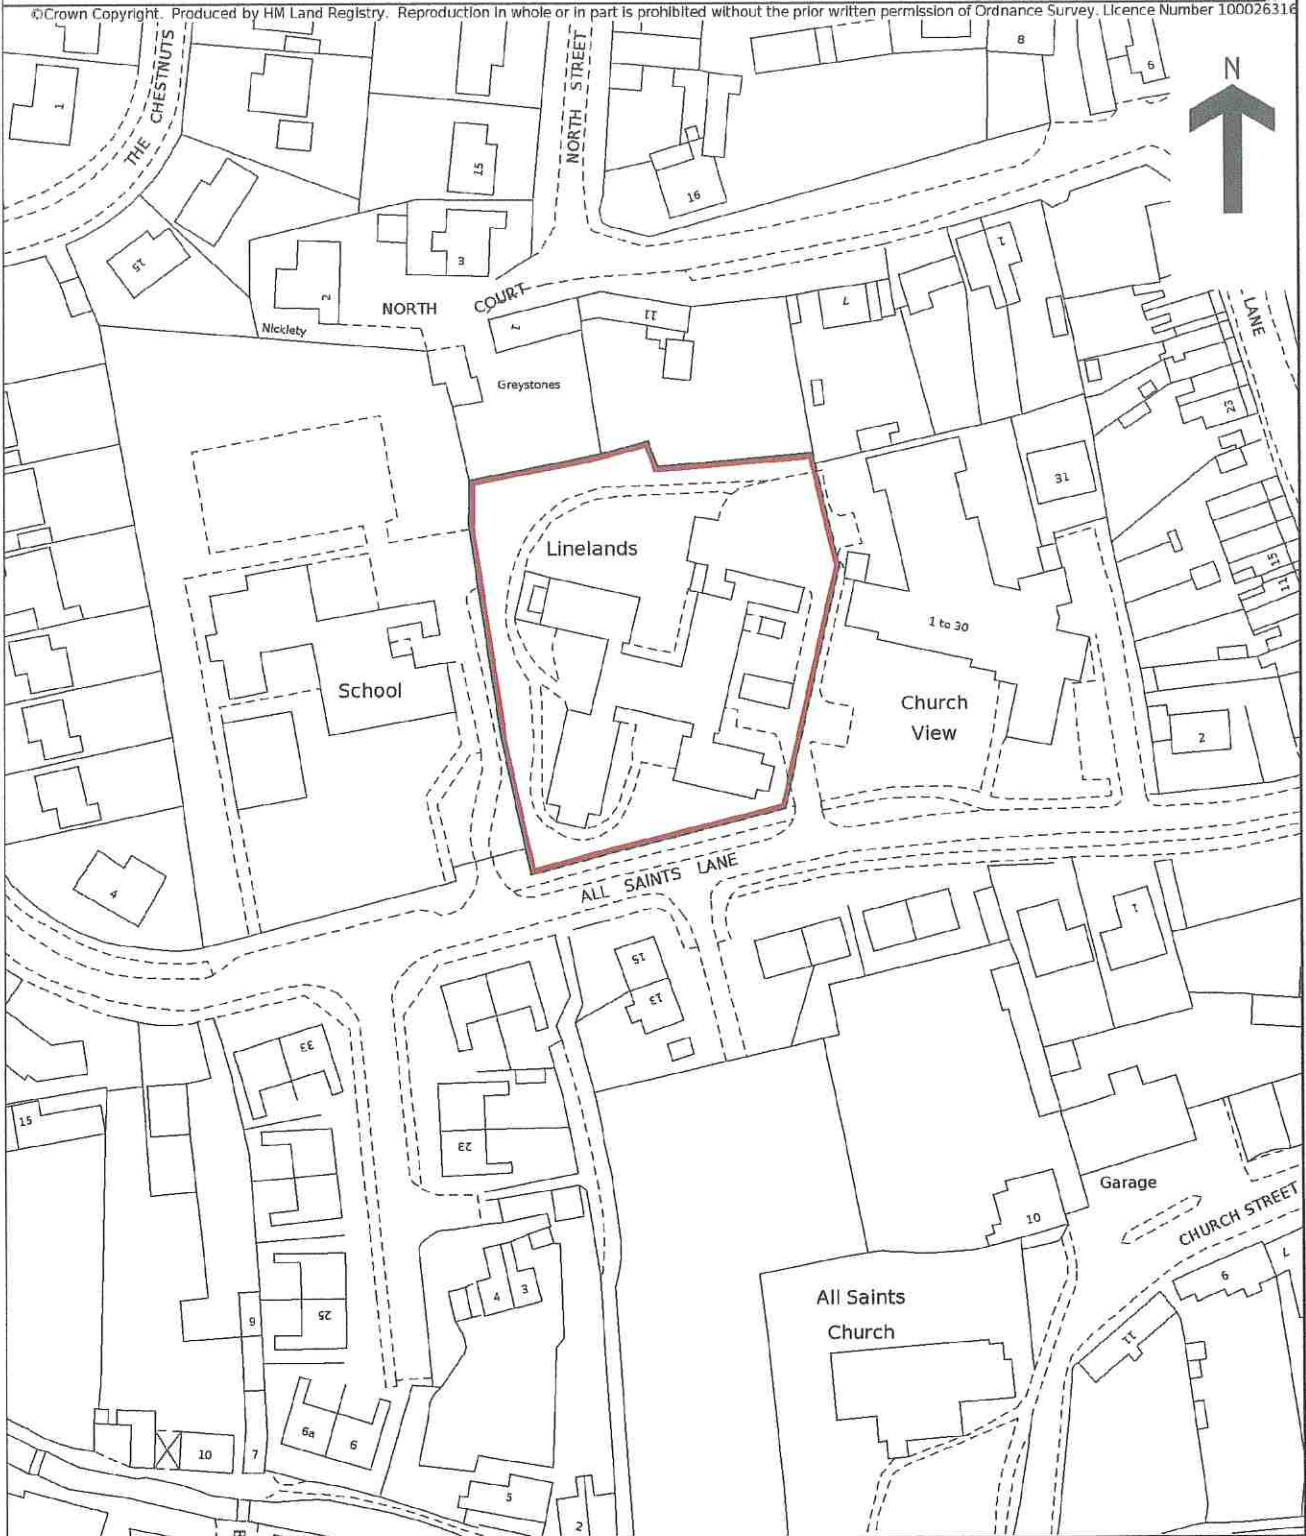 ©Crown Copyright. Produced by HM Land Registry. Reproduction in whole or in part is prohibited without the prior written permission of Ordnance Survey. Licence Number 100026316
THE CHESTNUTS
NORTH STREET
8
6
N
1
15
16
15
3
2
NORTH COURT
Nicklety
1
11
7
1
LANE
Greystones
23
31
Linelands
15
11
1 to 30
School
Church
View
2
4
ALL SAINTS LANE
1
15
13
33
15
23
Garage
10
CHURCH STREET
7
9
4
3
All Saints
Church
25
9
11
6a
6
10
7
5
2